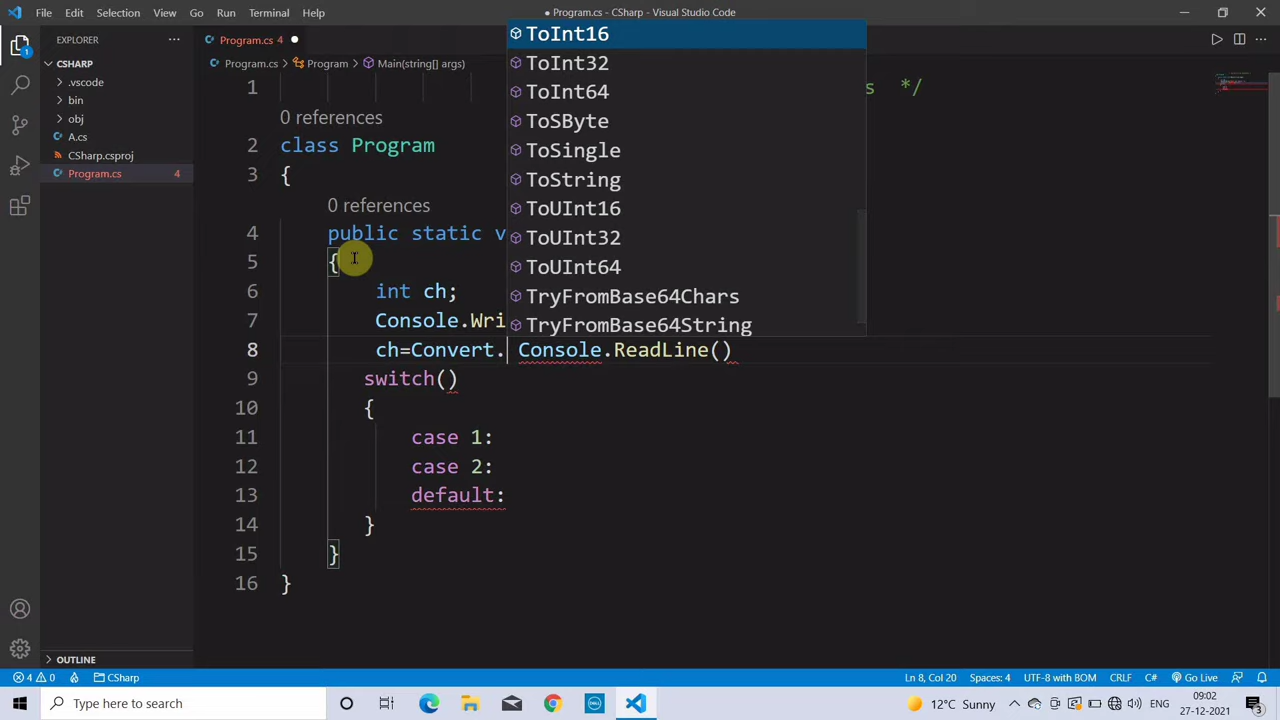 File Edit Selection View Go Run Terminal Help
● Program.cs - CSharp - Visual Studio Code
EXPLORER ...
CSHARP
.vscode
bin
obj
A.cs
CSharp.csproj
Program.cs 4
OUTLINE
1
Program.cs 4 ●
Program.cs > Program > Main(string[] args)
1 s */
0 references
2 class Program
3 {
0 references
4 public static v
5 {
6 int ch;
7 Console.Wri
8 ch=Convert. Console.ReadLine()
9 switch()
10 {
11 case 1:
12 case 2:
13 default:
14 }
15 }
16 }
ToInt16
ToInt32
ToInt64
ToSByte
ToSingle
ToString
ToUInt16
ToUInt32
ToUInt64
TryFromBase64Chars
TryFromBase64String
4 0 CSharp Ln 8, Col 20 Spaces: 4 UTF-8 with BOM CRLF C# Go Live
Type here to search
DELL
12°C Sunny
ENG
09:02
27-12-2021
3